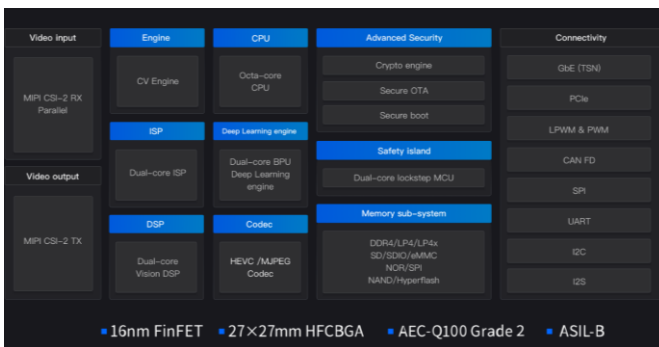 Video input
MIPI CSI-2 RX
Parallel
Video output
MIPI CSI-2 TX
Engine
CV Engine
ISP
Dual-core ISP
DSP
Dual-core
Vision DSP
CPU
Octa-core
CPU
Deep Learning engine
Dual-core BPU
Deep Learning
engine
Codec
HEVC /MJPEG
Codec
Advanced Security
Crypto engine
Secure OTA
Secure boot
Safety island
Dual-core lockstep MCU
Memory sub-system
DDR4/LP4/LP4x
SD/SDIO/eMMC
NOR/SPI
NAND/Hyperflash
Connectivity
GbE (TSN)
PCIe
LPWM & PWM
CAN FD
SPI
UART
I2C
I2S
16nm FinFET 27×27mm HFCBGA AEC-Q100 Grade 2 ASIL-B